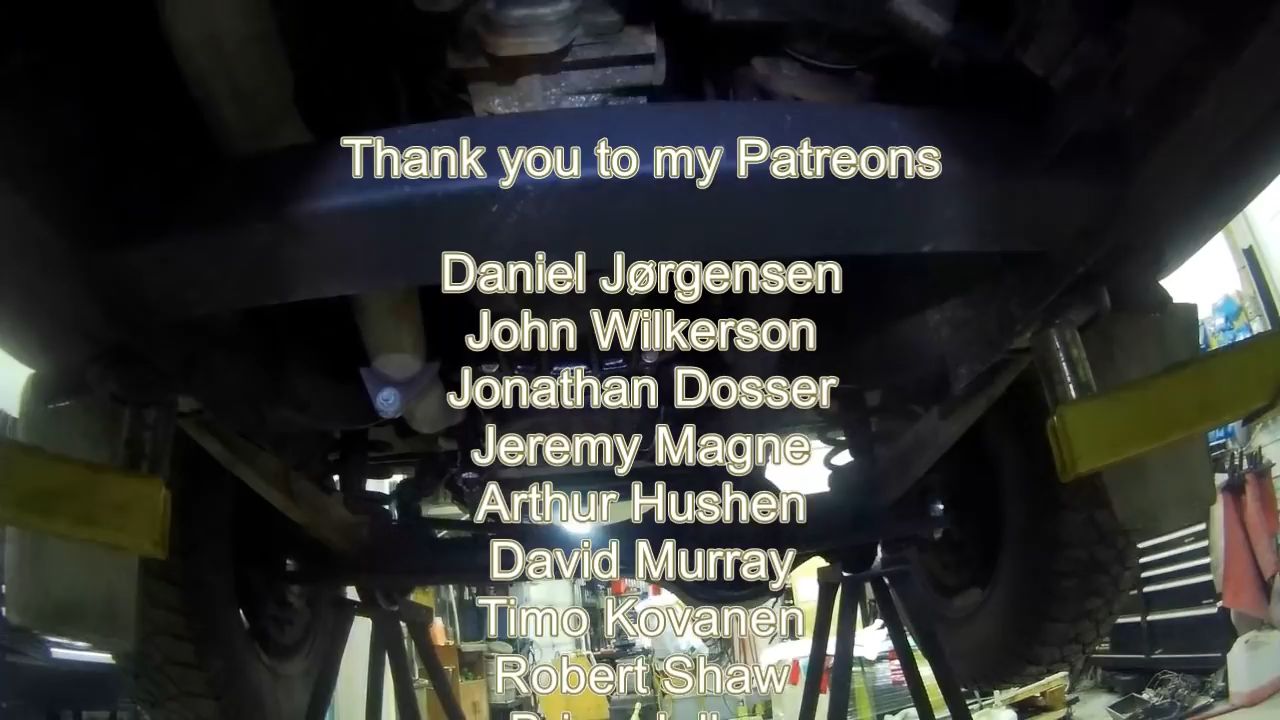 Thank you to my Patreons
Daniel Jørgensen
John Wilkerson
Jonathan Dosser
Jeremy Magne
Arthur Hushen
David Murray
Timo Kovanen
Robert Shaw